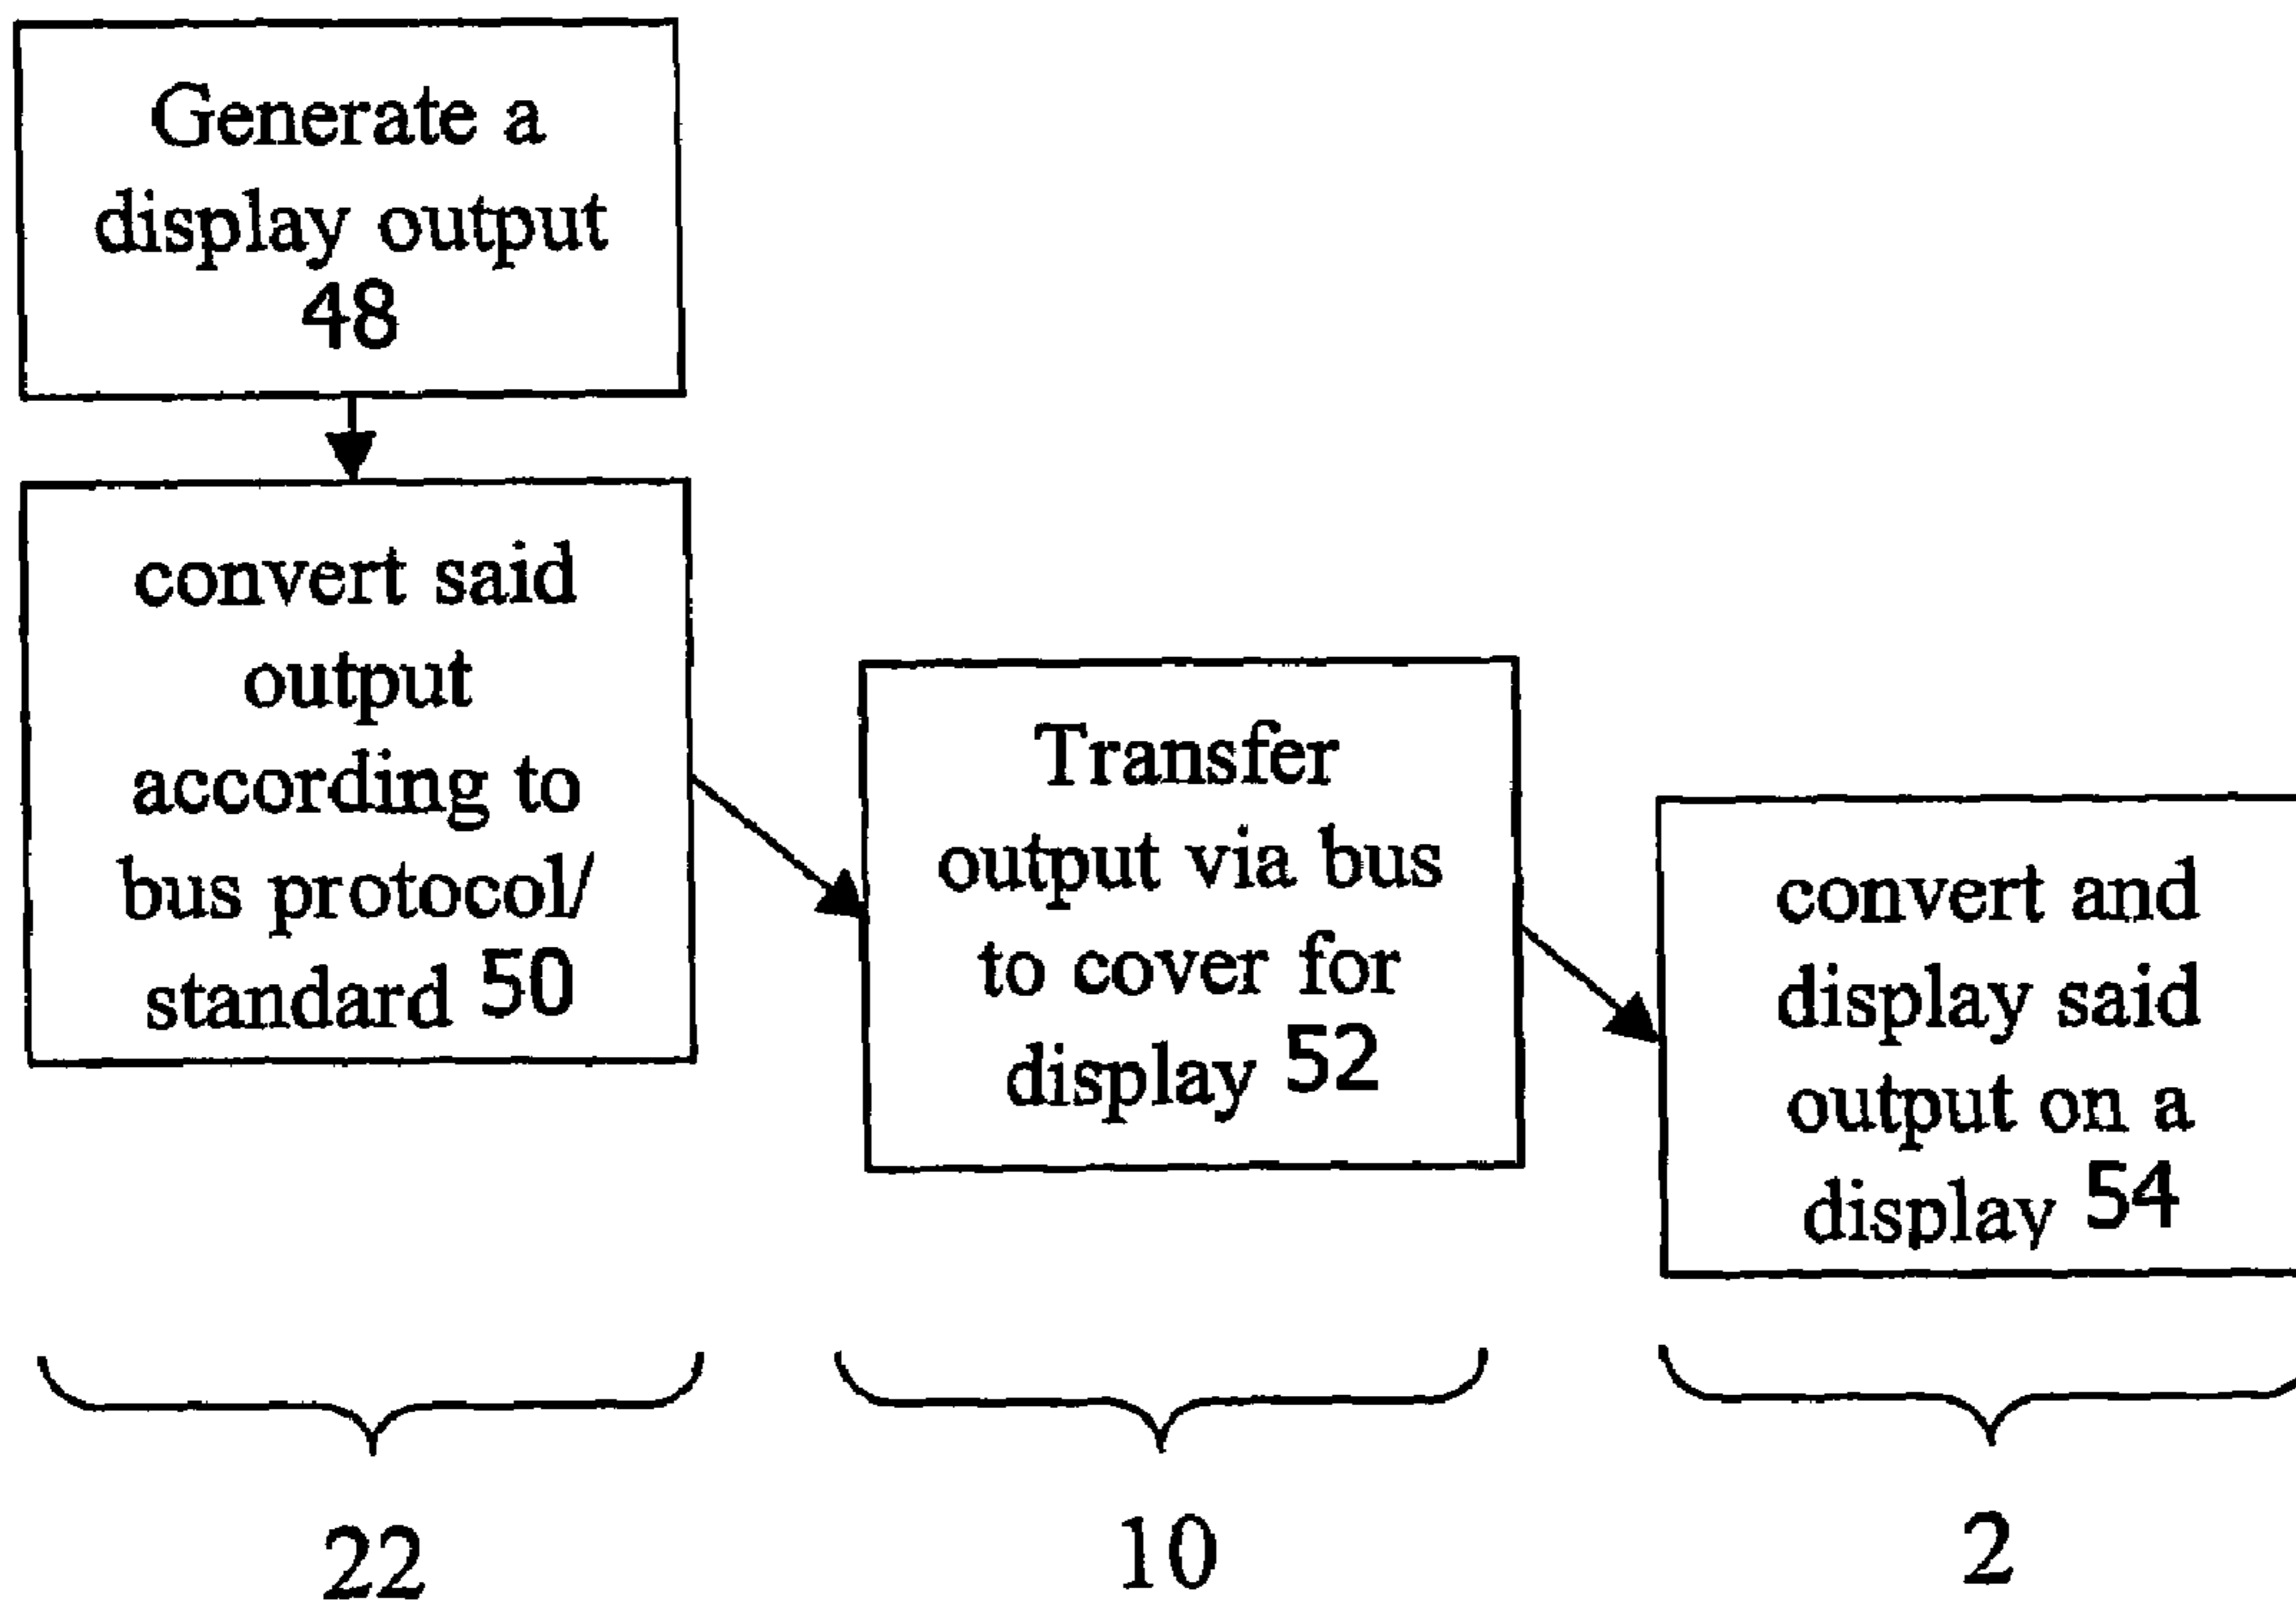 Generate a
display output
48
convert said
output
according to
bus protocol/
standard 50
Transfer
output via bus
to cover for
display 52
convert and
display said
output on a
display 54
22
10
2